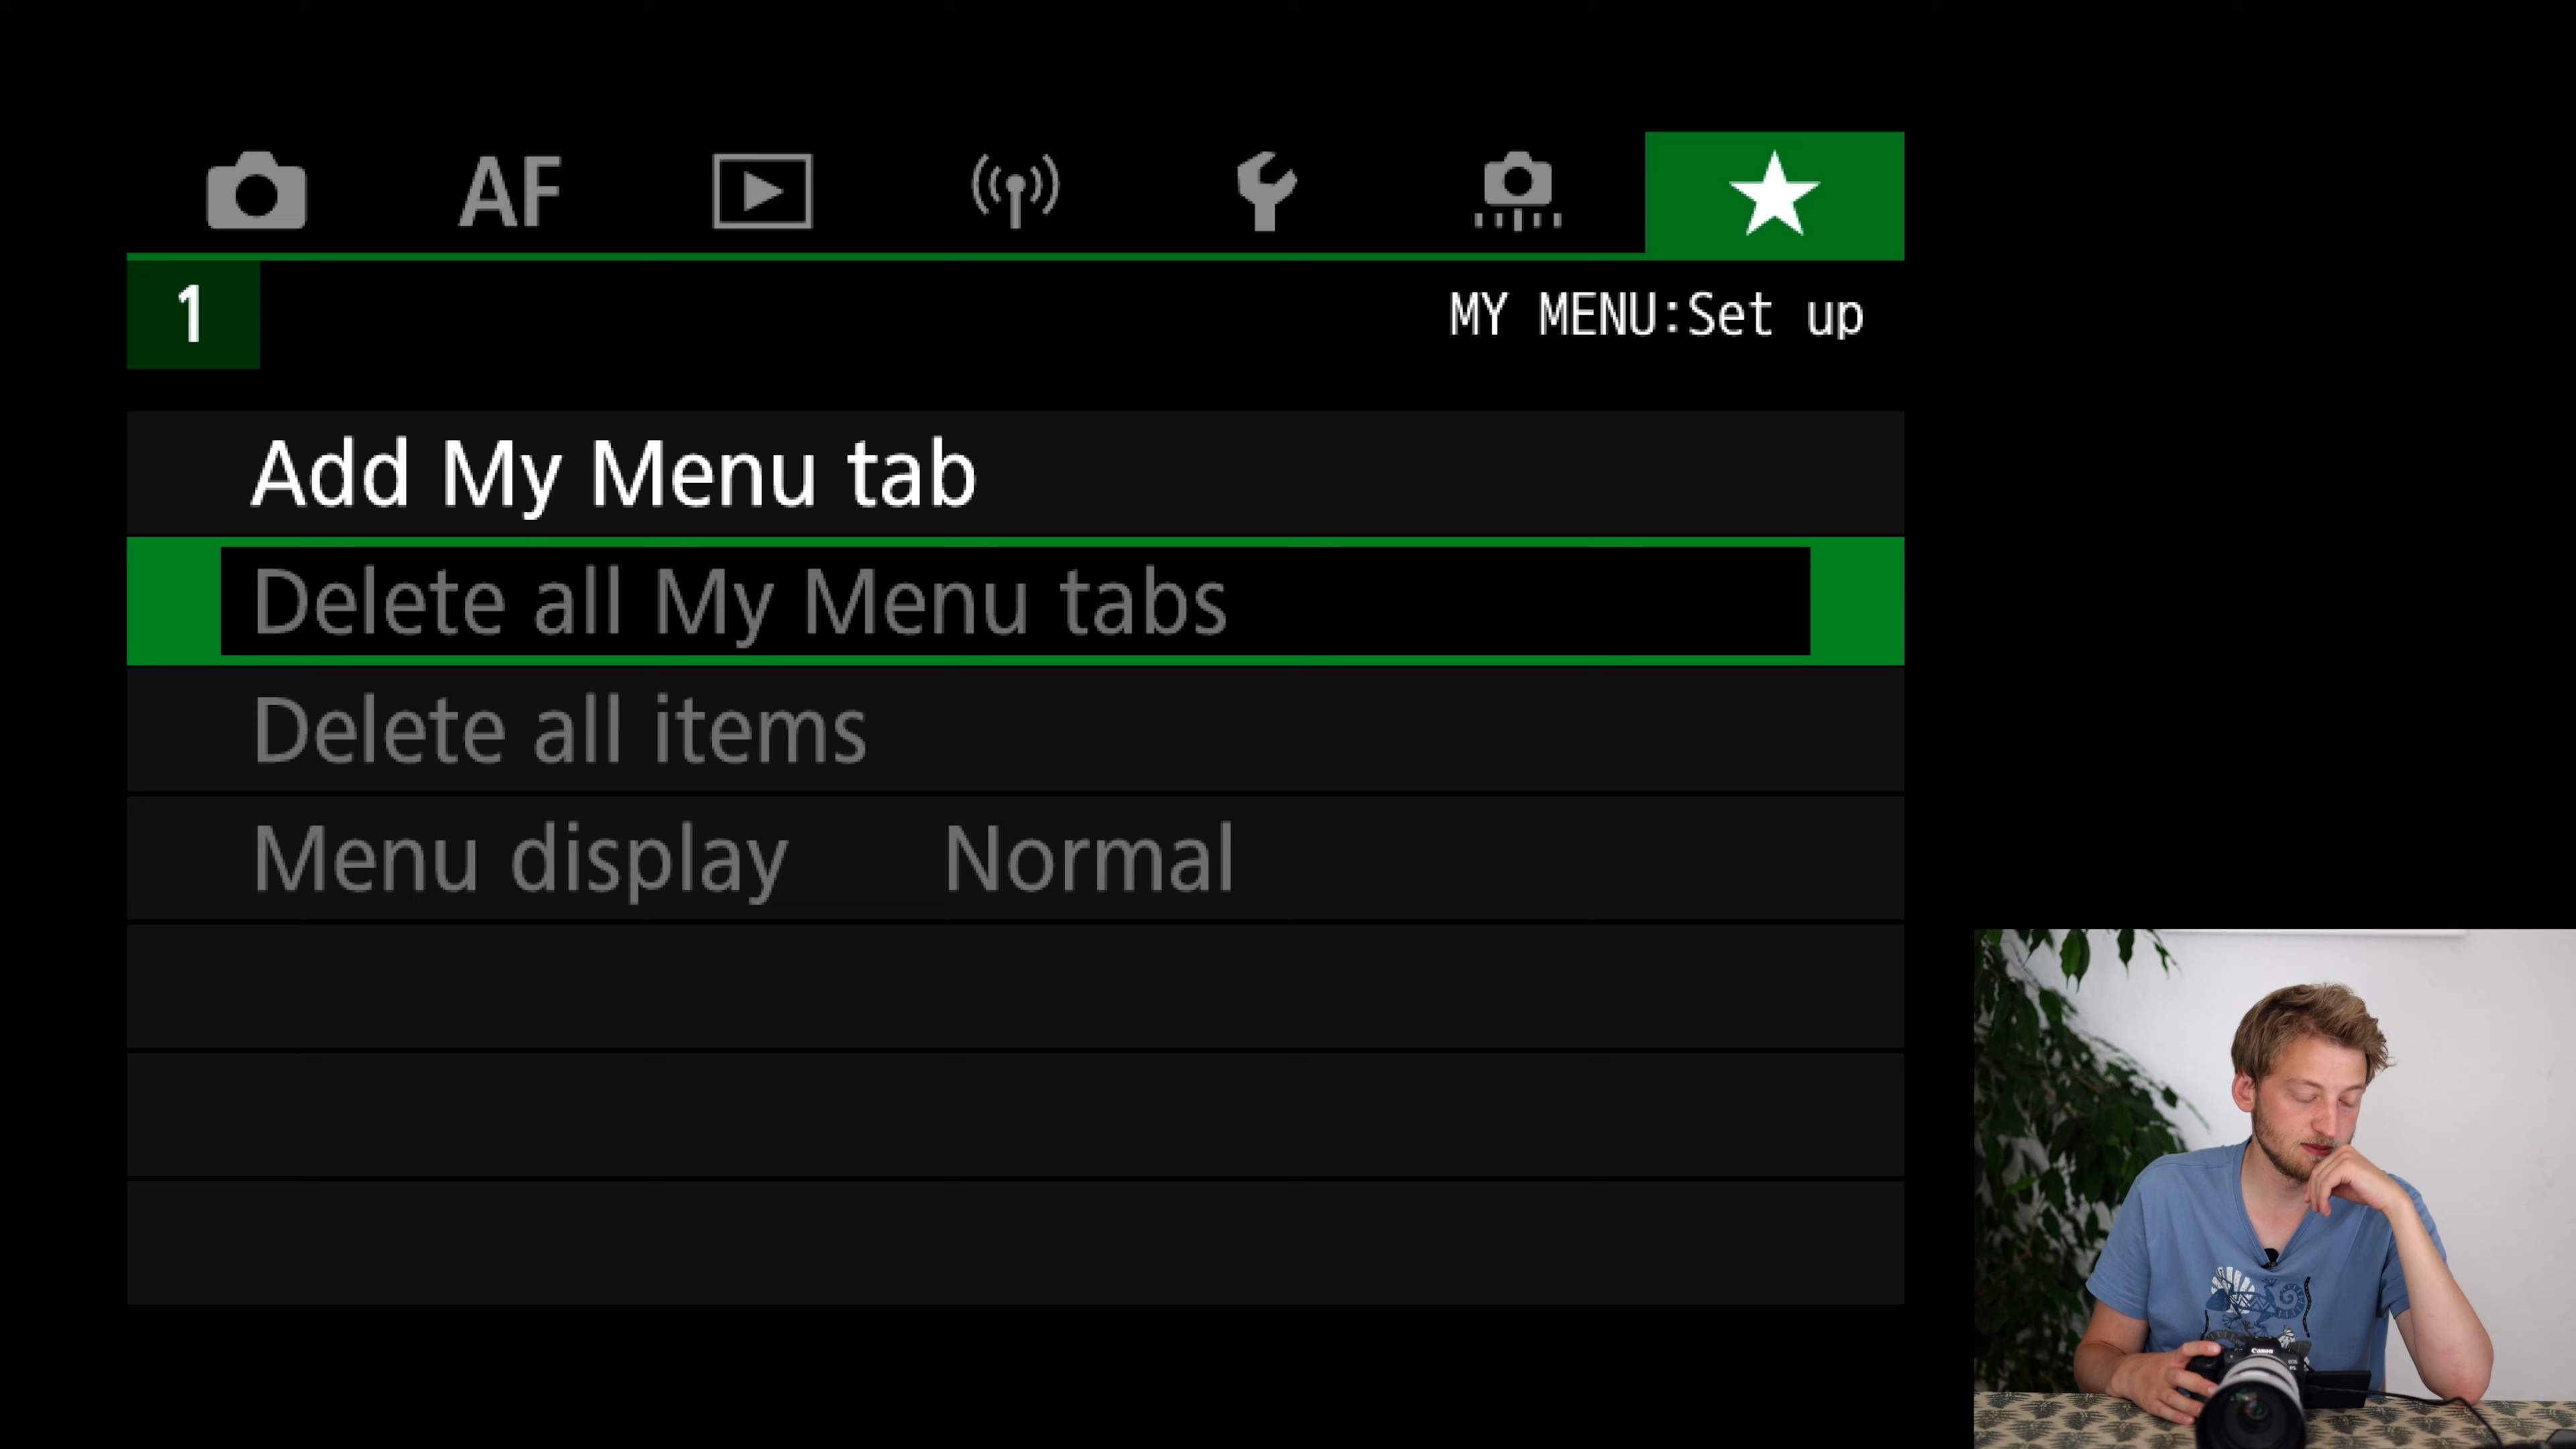 AF
1
MY MENU:Set up
Add My Menu tab
Delete all My Menu tabs
Delete all items
Menu display Normal
Canon